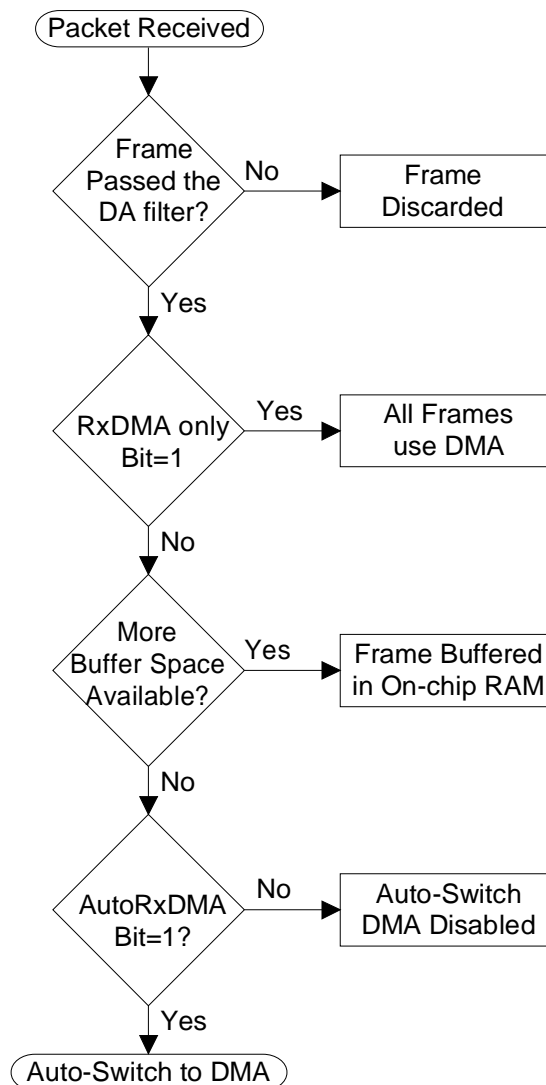 Packet Received
Frame
Passed the
DA filter?
No
Frame
Discarded
Yes
RxDMA only
Bit=1
Yes
All Frames
use DMA
No
More
Buffer Space
Available?
Yes
Frame Buffered
in On-chip RAM
No
AutoRxDMA
Bit=1?
No
Auto-Switch
DMA Disabled
Yes
Auto-Switch to DMA